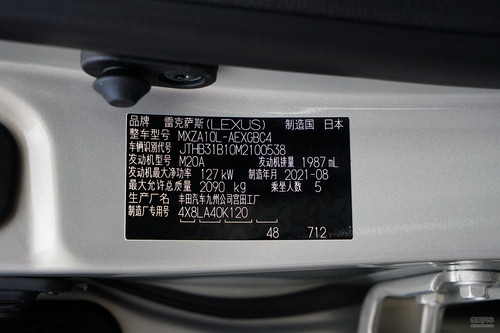 品牌 雷克萨斯(LEXUS) 制造国 日本
整车型号 MXZA10L-AEXGBC4
车辆识别代号 JTHB31B10M2100538
发动机型号 M20A 发动机排量 1987 mL
发动机最大净功率 127 kW 制造年月 2021-08
最大允许总质量 2090 kg 乘坐人数 5
生产厂名 丰田汽车九州公司宫田工厂
制造厂专用号 4X8LA40K120
48 712